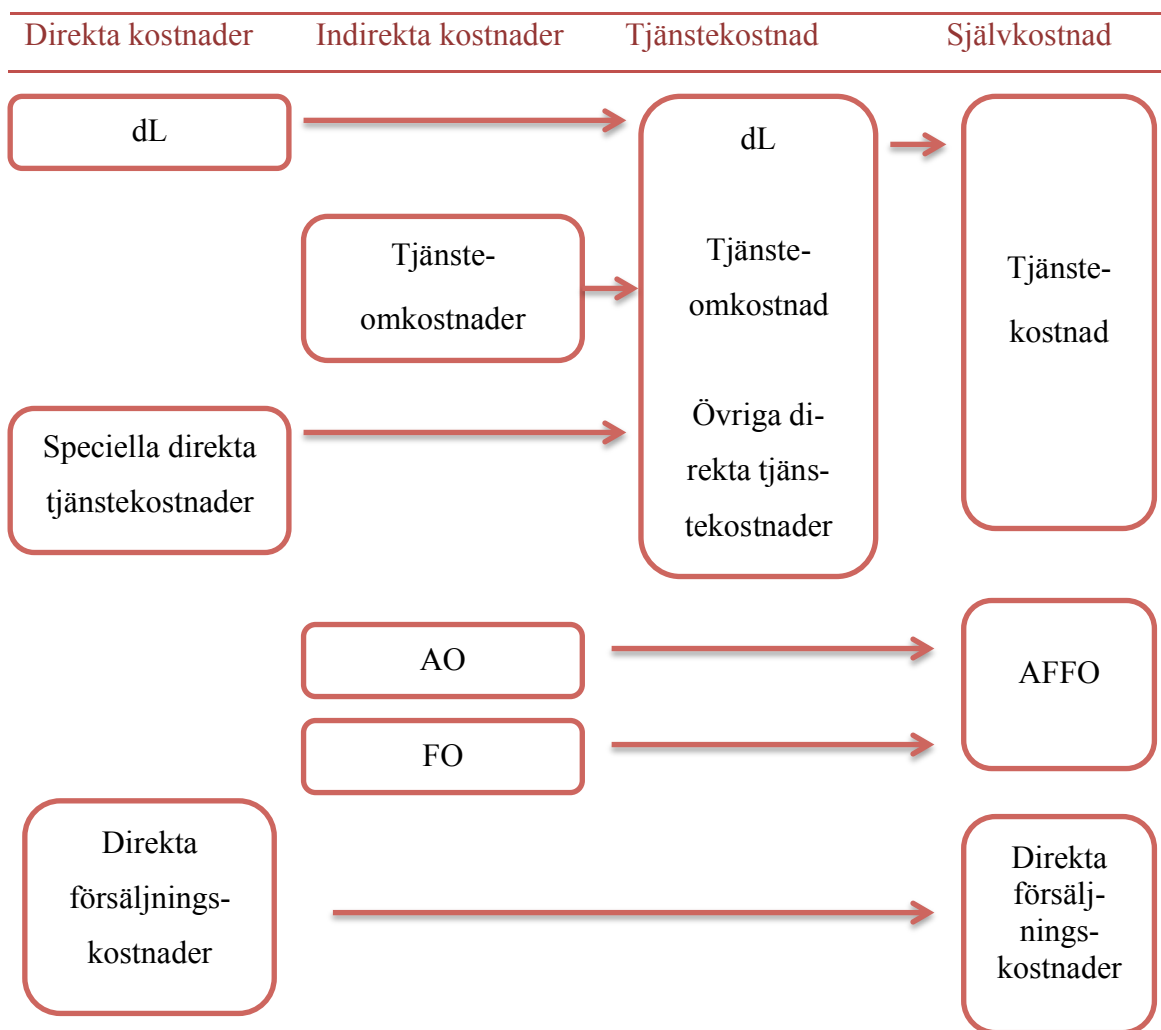 Direkta kostnader
Indirekta kostnader
Tjänstekostnad
Självkostnad
dL
dL
Tjänste-
omkostnader
Tjänste-
omkostnad
Tjänste-
kostnad
Speciella direkta
tjänstekostnader
Övriga di-
rekta tjäns-
tekostnader
AO
AFFO
FO
Direkta
försäljnings-
kostnader
Direkta
försälj-
nings-
kostnader